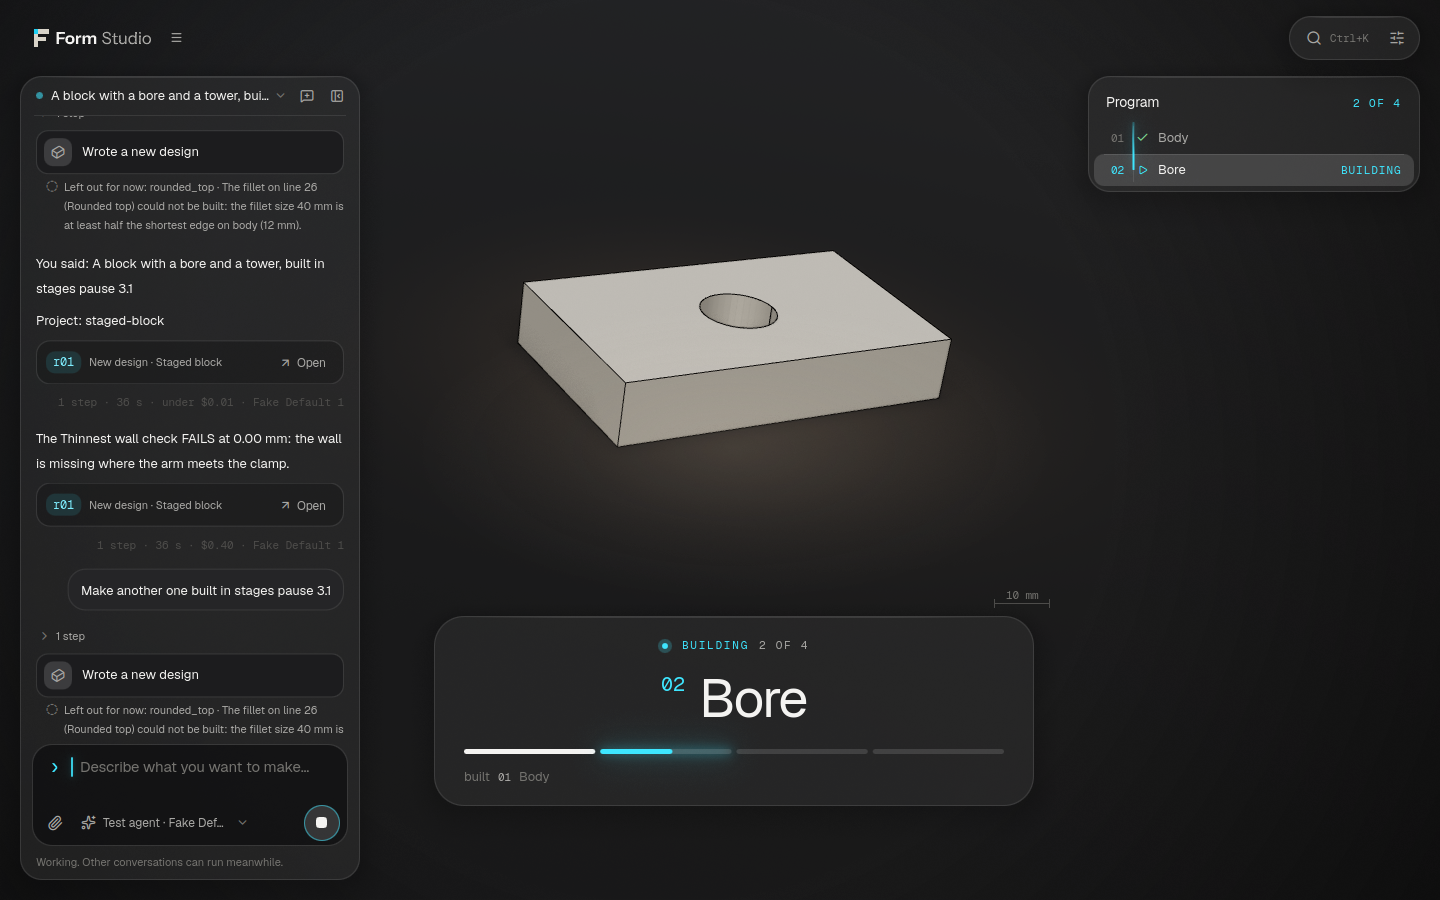 Form Studio
Ctrl+K
A block with a bore and a tower, bui...
1 step
Wrote a new design
Left out for now: rounded_top · The fillet on line 26
(Rounded top) could not be built: the fillet size 40 mm is
at least half the shortest edge on body (12 mm).
You said: A block with a bore and a tower, built in
stages pause 3.1
Project: staged-block
r01 New design · Staged block Open
1 step · 36 s · under $0.01 · Fake Default 1
The Thinnest wall check FAILS at 0.00 mm: the wall
is missing where the arm meets the clamp.
r01 New design · Staged block Open
1 step · 36 s · $0.40 · Fake Default 1
Make another one built in stages pause 3.1
1 step
Wrote a new design
Left out for now: rounded_top · The fillet on line 26
(Rounded top) could not be built: the fillet size 40 mm is
Describe what you want to make...
Test agent · Fake Def...
Working. Other conversations can run meanwhile.
Program 2 OF 4
01 Body
02 Bore BUILDING
10 mm
BUILDING 2 OF 4
02 Bore
built 01 Body